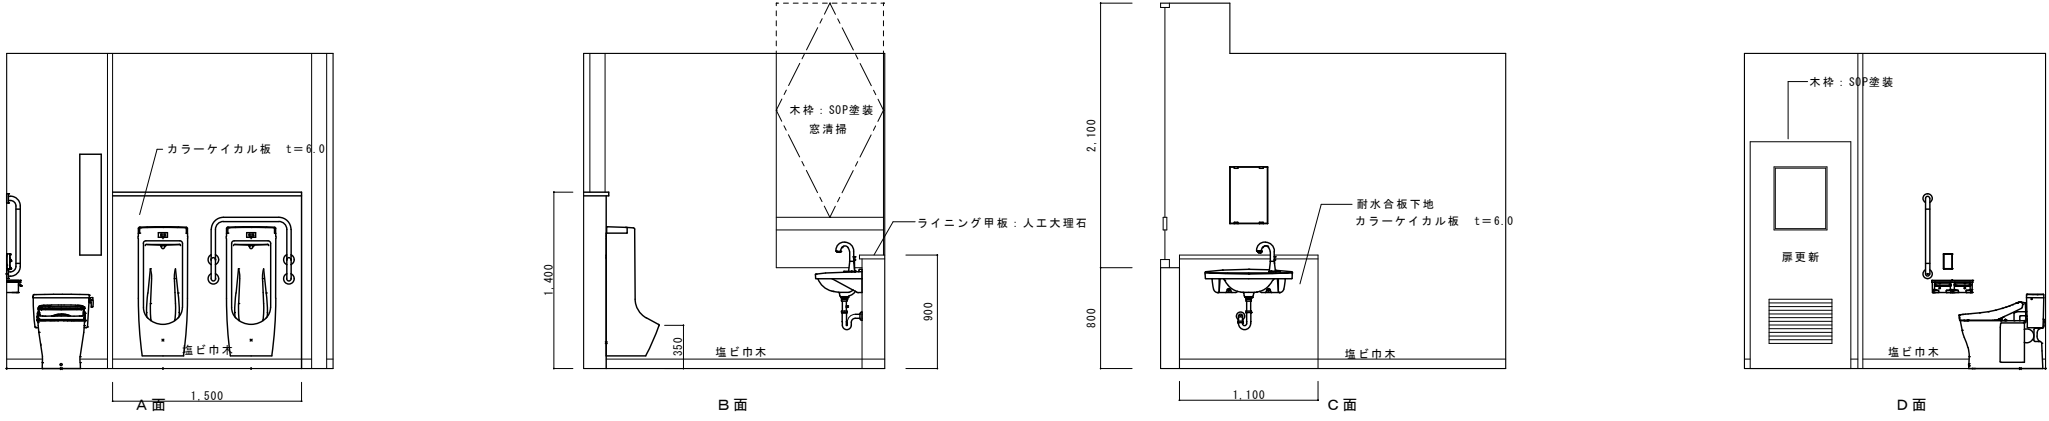 カラーケイカル板　t=6.0
塩ビ巾木
1,500
A面
木枠：SOP塗装
窓清掃
ライニング甲板：人工大理石
1,400
350
900
塩ビ巾木
B面
2,100
800
耐水合板下地
カラーケイカル板　t=6.0
塩ビ巾木
1,100
C面
木枠：SOP塗装
扉更新
塩ビ巾木
D面